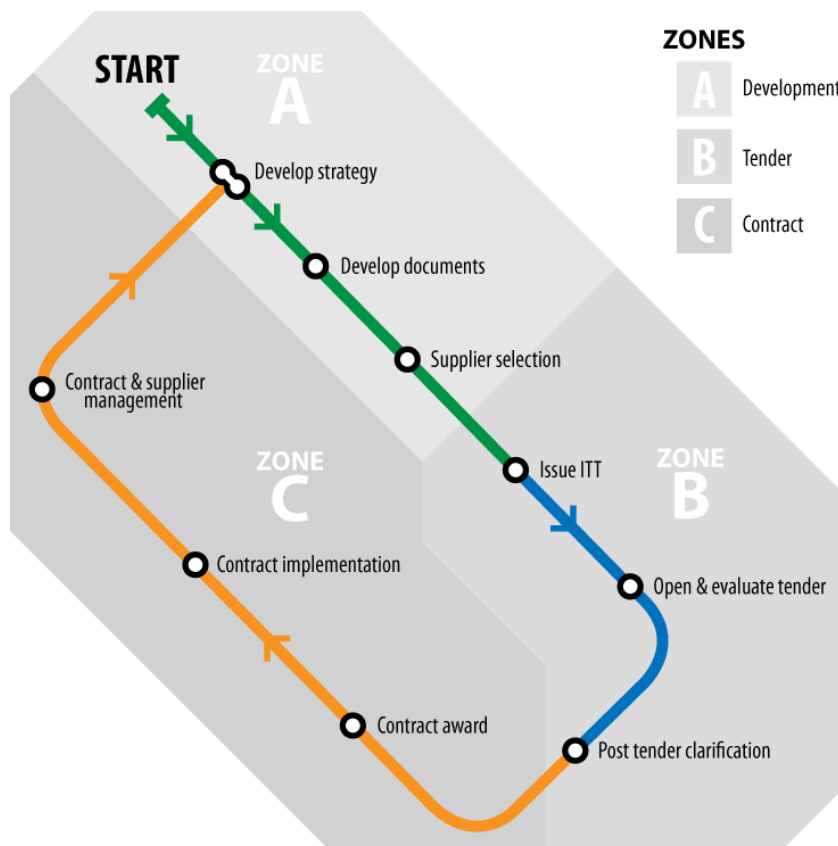 START
ZONE
A
Develop strategy
Develop documents
Supplier selection
Issue ITT
ZONE
B
Open & evaluate tender
Post tender clarification
Contract award
Contract implementation
ZONE
C
Contract & supplier
management
ZONES
A
Development
B
Tender
C
Contract